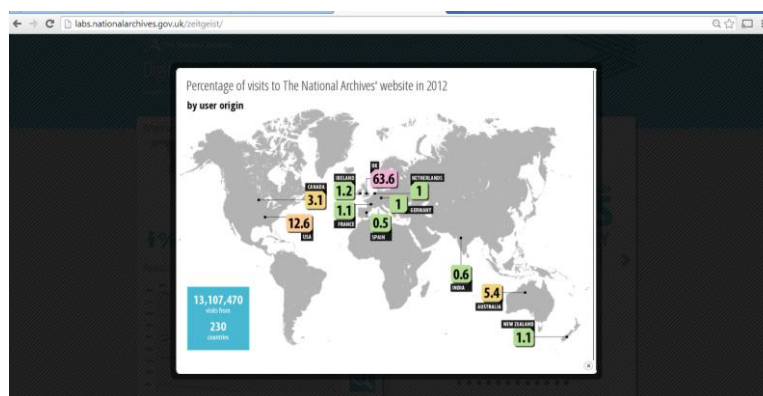 labs.nationalarchives.gov.uk/zeitgeist/
Percentage of visits to The National Archives' website in 2012
by user origin
UK
63.6
IRELAND
1.2
NETHERLANDS
1
CANADA
3.1
1.1
FRANCE
1
GERMANY
12.6
USA
0.5
SPAIN
0.6
INDIA
5.4
AUSTRALIA
NEW ZEALAND
1.1
13,107,470
visits from
230
countries